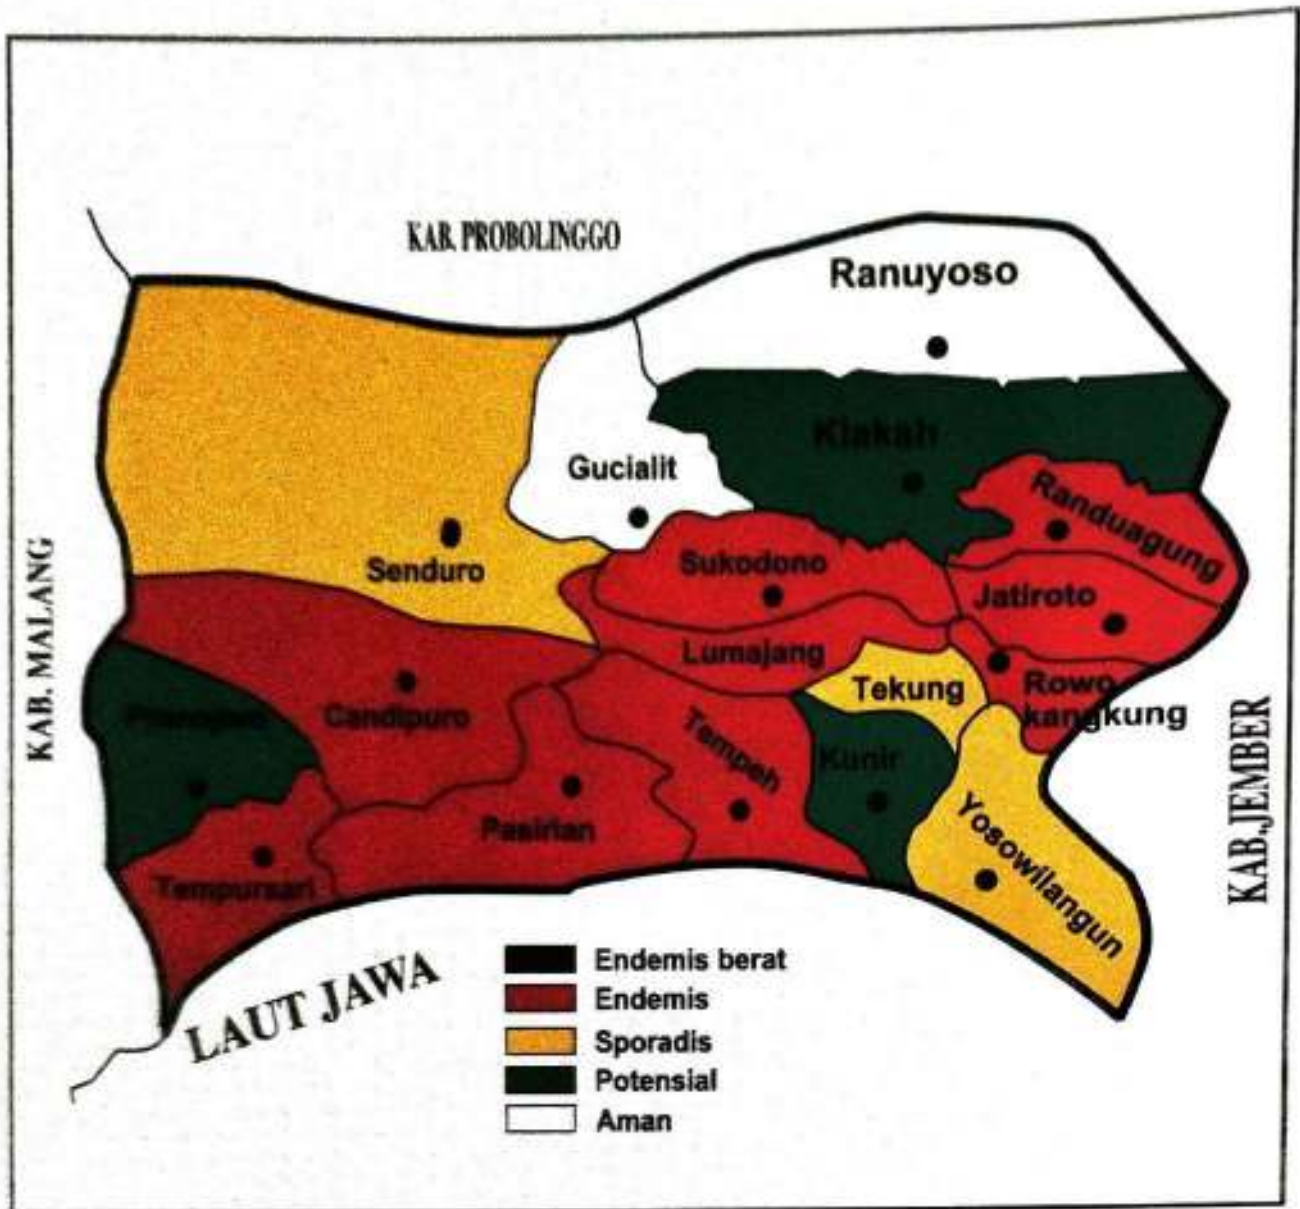 KAB. PROBOLINGGO
Ranuyoso
Klakah
Gucialit
Randuagung
Senduro
Sukodono
Jatiroto
KAB. MALANG
Lumajang
Tekung
Rowo
kangkung
Candipuro
Tempeh
Kunir
KAB.JEMBER
Pasirian
Yosowilangun
Tempursari
LAUT JAWA
Endemis berat
Endemis
Sporadis
Potensial
Aman